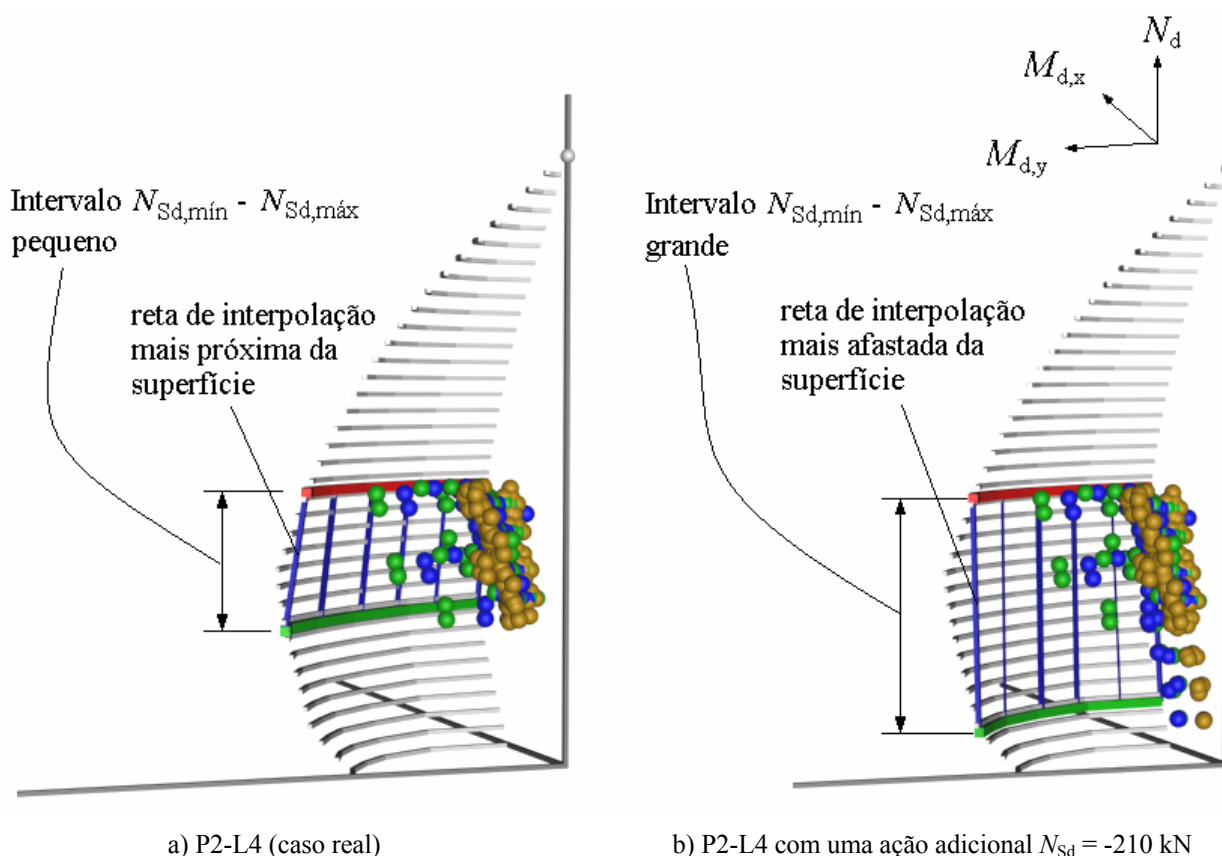 N_d
M_d,x
M_d,y
Intervalo N_Sd,mín - N_Sd,máx
pequeno
reta de interpolação
mais próxima da
superfície
Intervalo N_Sd,mín - N_Sd,máx
grande
reta de interpolação
mais afastada da
superfície
a) P2-L4 (caso real)
b) P2-L4 com uma ação adicional N_Sd = -210 kN